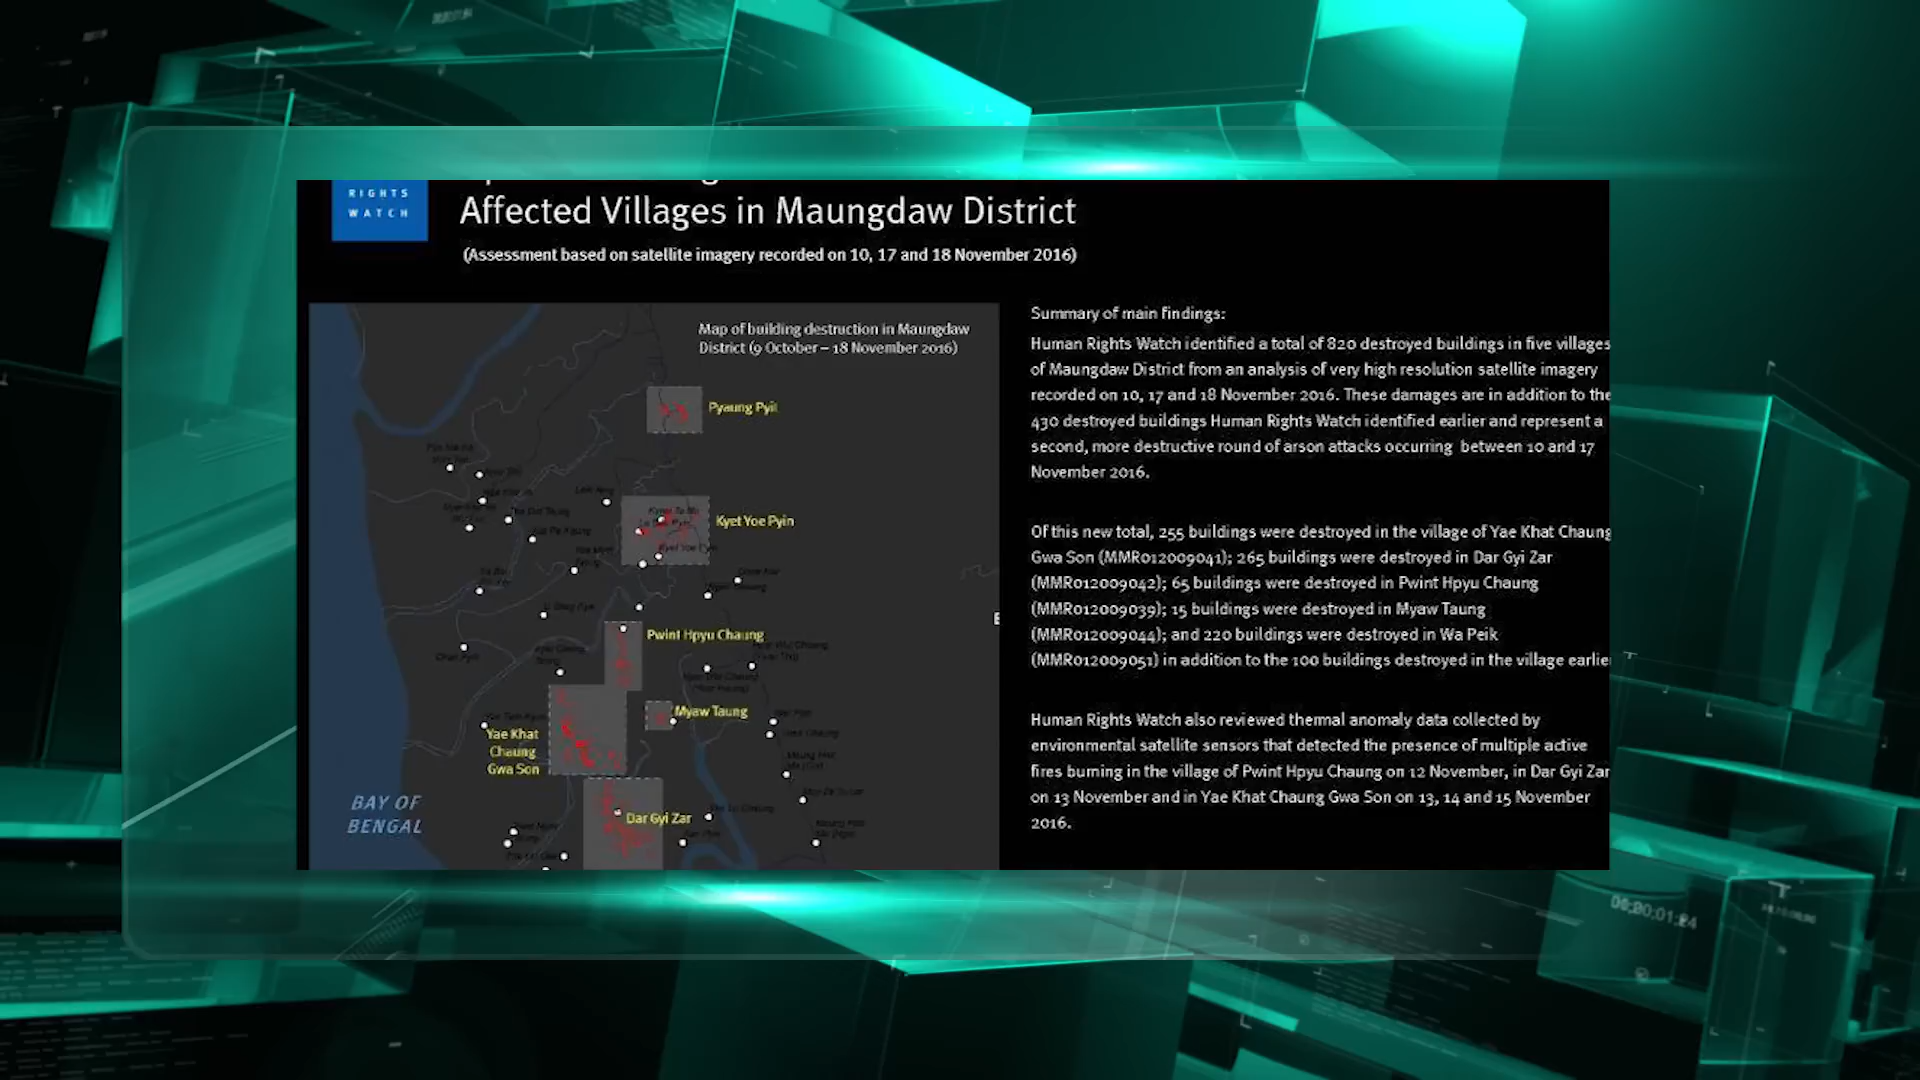 RIGHTS
WATCH
Affected Villages in Maungdaw District
(Assessment based on satellite imagery recorded on 10, 17 and 18 November 2016)
Map of building destruction in Maungdaw
District (9 October – 18 November 2016)
Pyaung Pyit
Kyet Yoe Pyin
Pwint Hpyu Chaung
Myaw Taung
Yae Khat
Chaung
Gwa Son
Dar Gyi Zar
BAY OF
BENGAL
Summary of main findings:
Human Rights Watch identified a total of 820 destroyed buildings in five villages
of Maungdaw District from an analysis of very high resolution satellite imagery
recorded on 10, 17 and 18 November 2016. These damages are in addition to the
430 destroyed buildings Human Rights Watch identified earlier and represent a
second, more destructive round of arson attacks occurring between 10 and 17
November 2016.
Of this new total, 255 buildings were destroyed in the village of Yae Khat Chaung
Gwa Son (MMR012009041); 265 buildings were destroyed in Dar Gyi Zar
(MMR012009042); 65 buildings were destroyed in Pwint Hpyu Chaung
(MMR012009039); 15 buildings were destroyed in Myaw Taung
(MMR012009044); and 220 buildings were destroyed in Wa Peik
(MMR012009051) in addition to the 100 buildings destroyed in the village earlie
Human Rights Watch also reviewed thermal anomaly data collected by
environmental satellite sensors that detected the presence of multiple active
fires burning in the village of Pwint Hpyu Chaung on 12 November, in Dar Gyi Zar
on 13 November and in Yae Khat Chaung Gwa Son on 13, 14 and 15 November
2016.